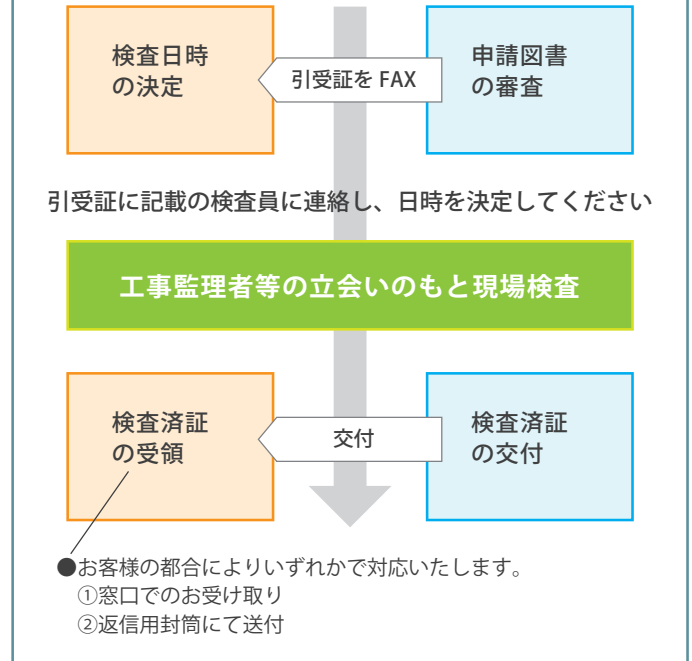 検査日時
の決定
引受証を FAX
申請図書
の審査
引受証に記載の検査員に連絡し、日時を決定してください
工事監理者等の立会いのもと現場検査
検査済証
の受領
交付
検査済証
の交付
●お客様の都合によりいずれかで対応いたします。
①窓口でのお受け取り
②返信用封筒にて送付